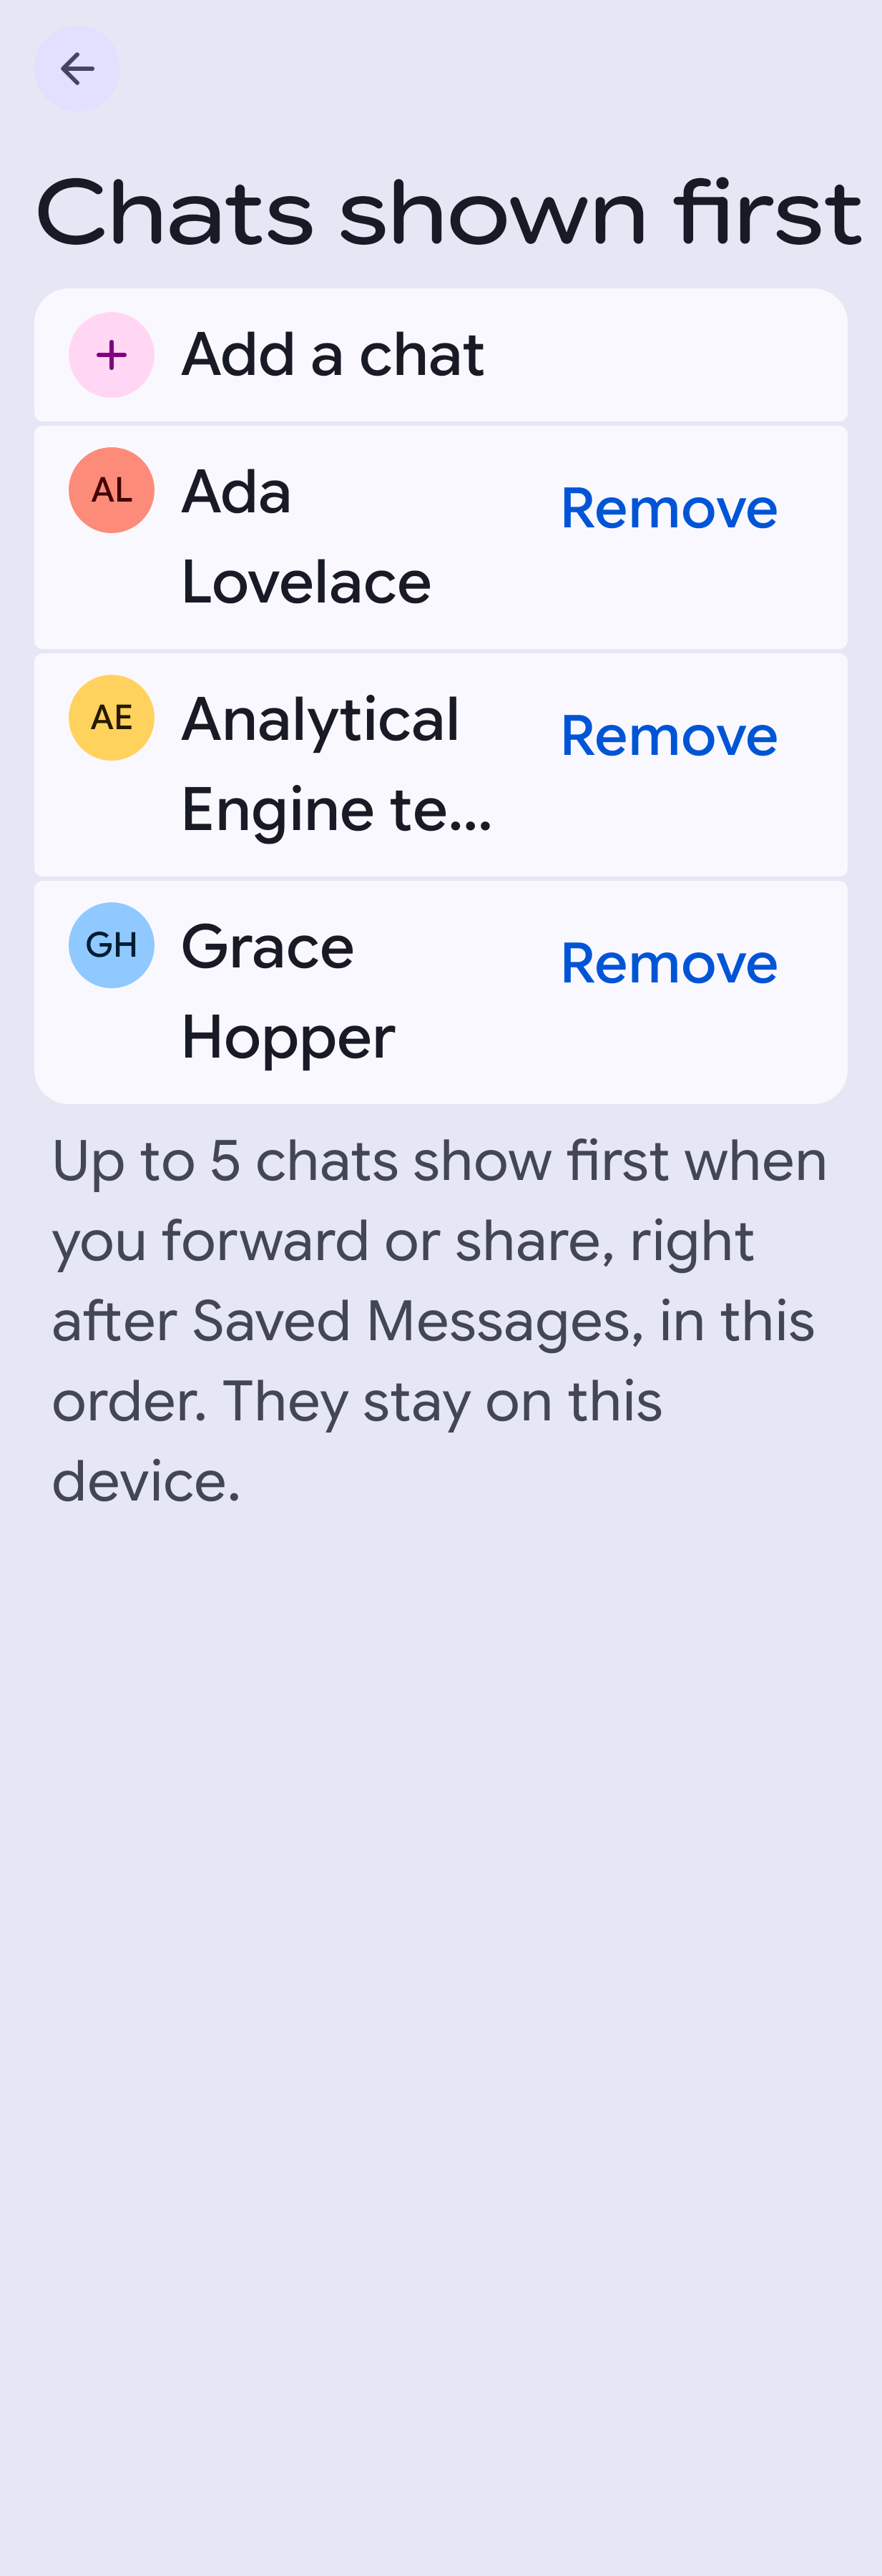 Chats shown first
Add a chat
AL
Ada
Lovelace
Remove
AE
Analytical
Engine te...
Remove
GH
Grace
Hopper
Remove
Up to 5 chats show first when
you forward or share, right
after Saved Messages, in this
order. They stay on this
device.